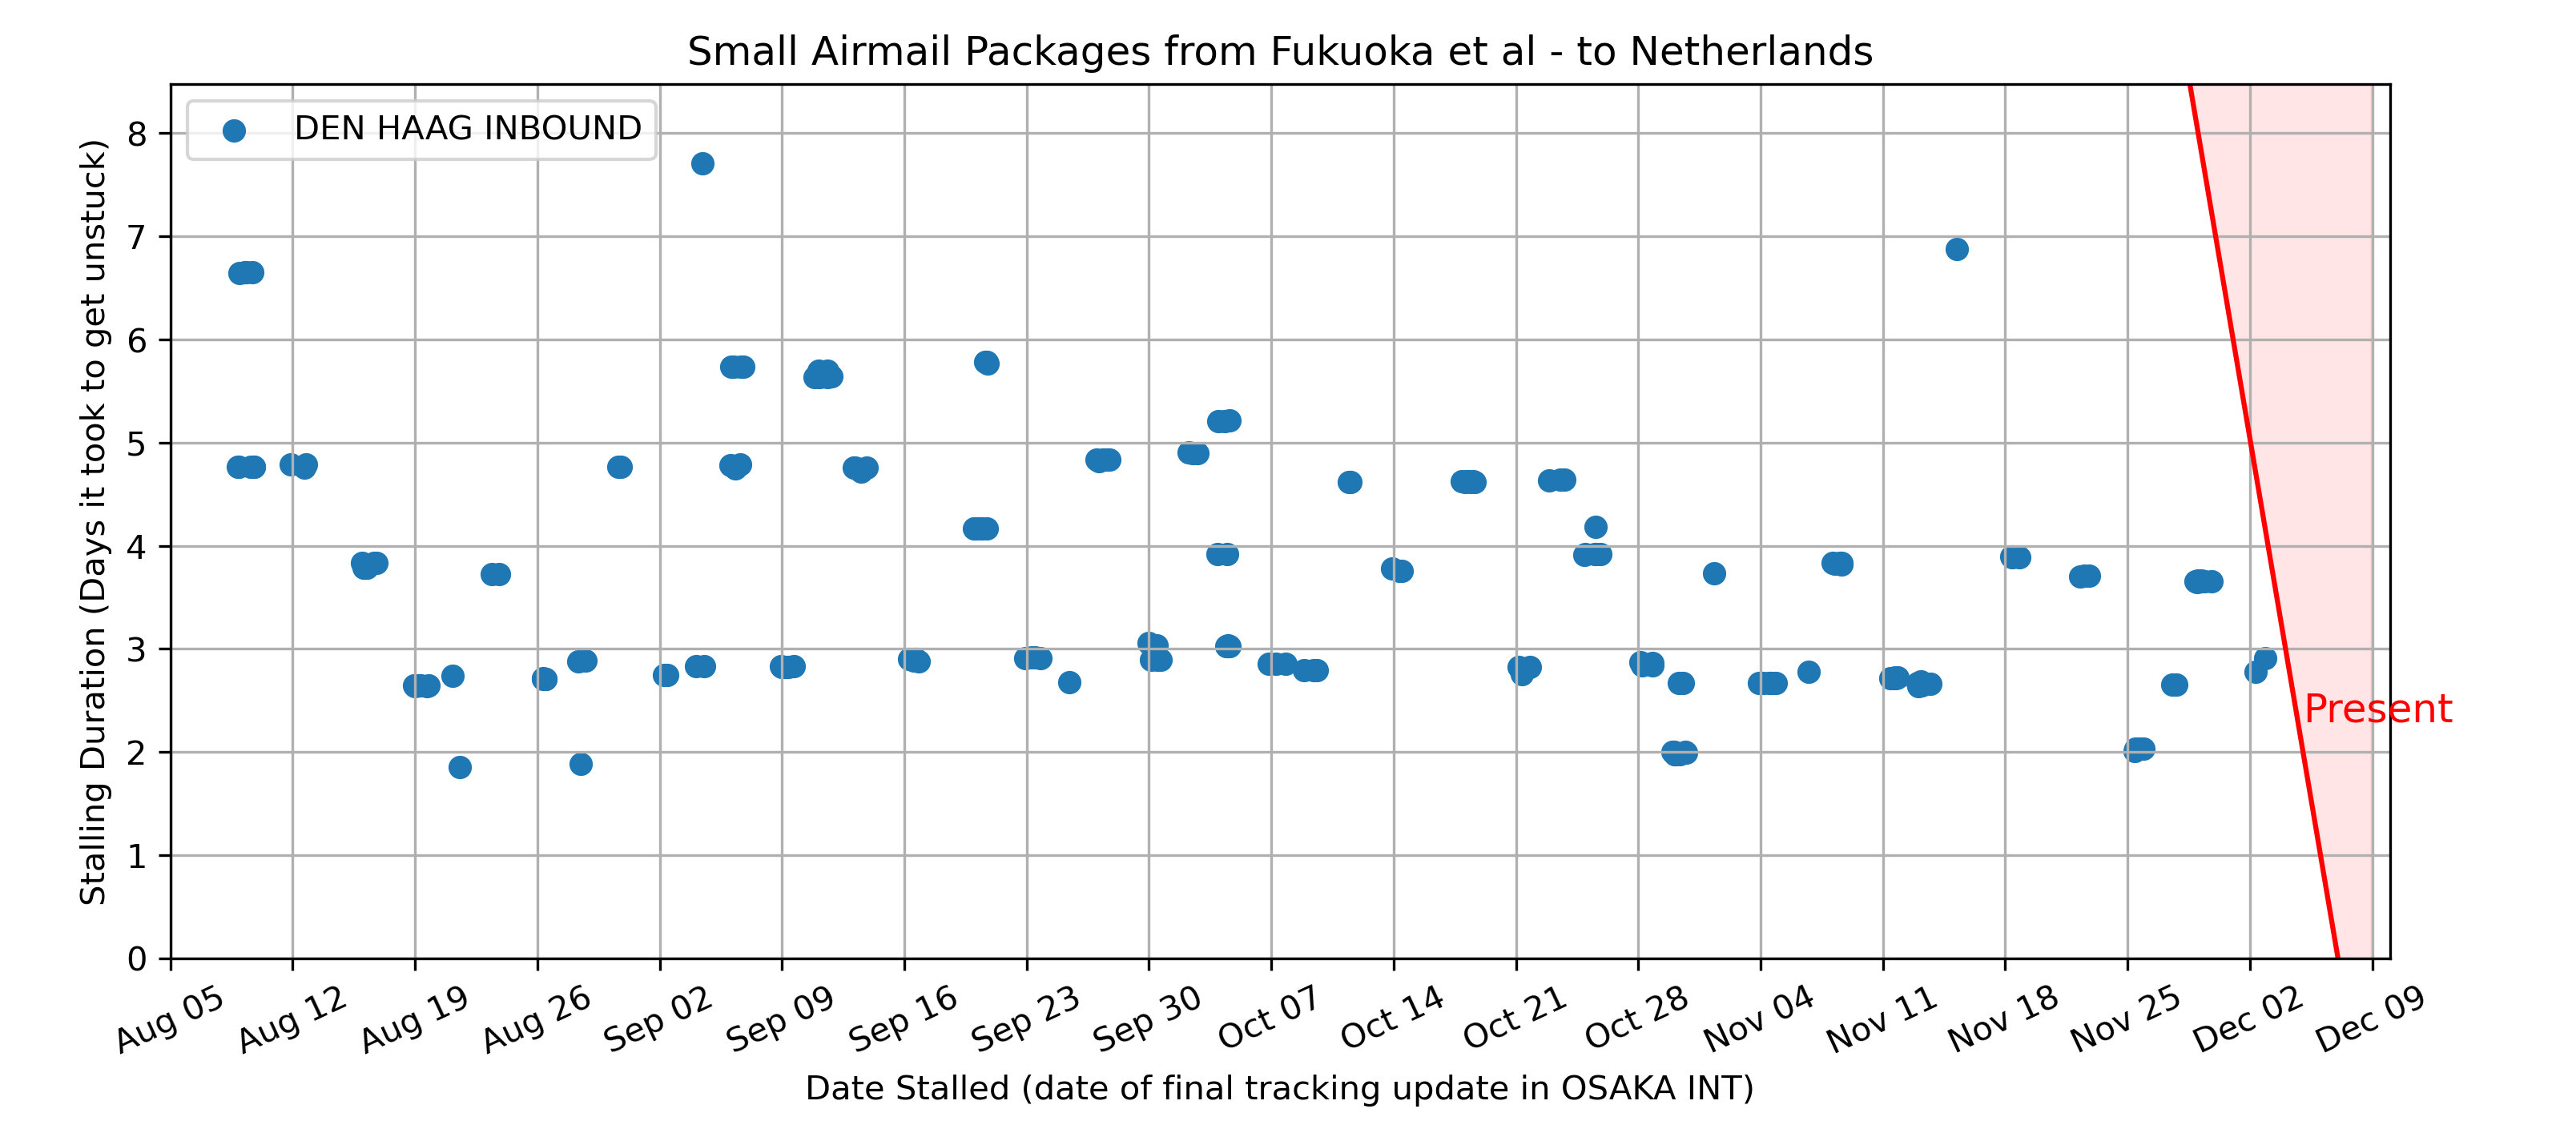 Small Airmail Packages from Fukuoka et al - to Netherlands
DEN HAAG INBOUND
Stalling Duration (Days it took to get unstuck)
8
7
6
5
4
3
2
1
0
Present
Aug 05
Aug 12
Aug 19
Aug 26
Sep 02
Sep 09
Sep 16
Sep 23
Sep 30
Oct 07
Oct 14
Oct 21
Oct 28
Nov 04
Nov 11
Nov 18
Nov 25
Dec 02
Dec 09
Date Stalled (date of final tracking update in OSAKA INT)